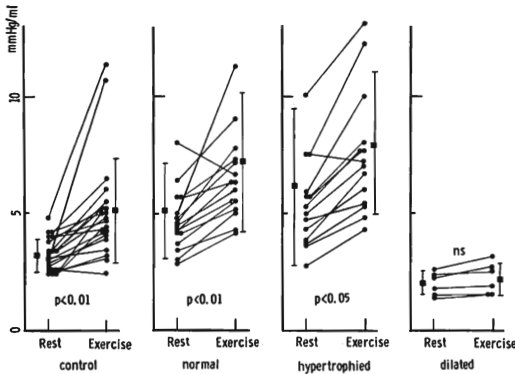 mmHg/ml
10
5
0
p<0.01
p<0.01
p<0.05
ns
Rest Exercise Rest Exercise Rest Exercise Rest Exercise
control normal hypertrophied dilated